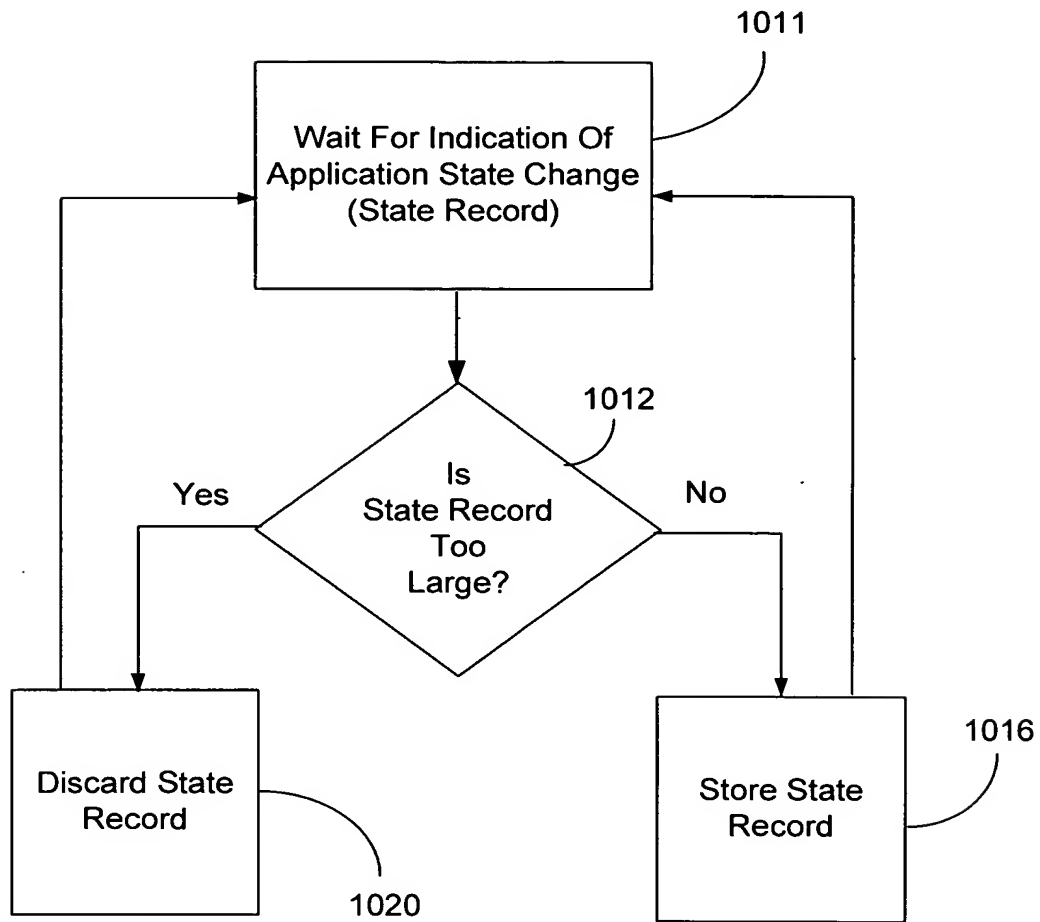 1011
Wait For Indication Of
Application State Change
(State Record)
1012
Is
State Record
Too
Large?
Yes
No
Discard State
Record
1020
Store State
Record
1016